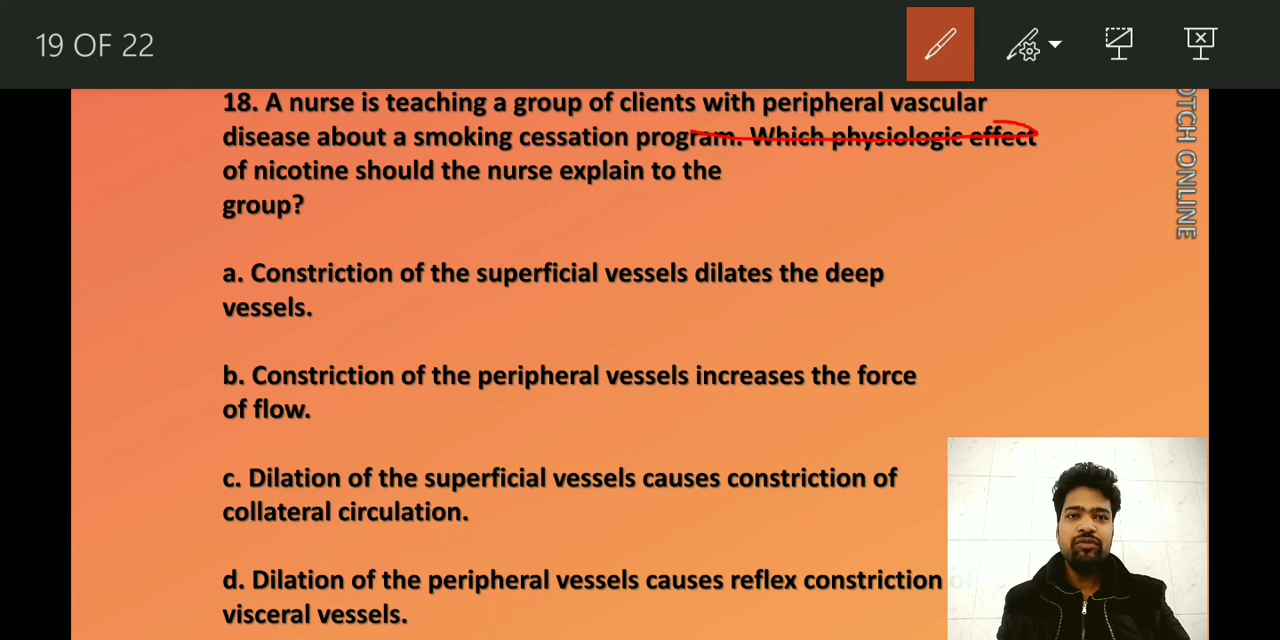 19 OF 22
18. A nurse is teaching a group of clients with peripheral vascular
disease about a smoking cessation program. Which physiologic effect
of nicotine should the nurse explain to the
group?
a. Constriction of the superficial vessels dilates the deep
vessels.
b. Constriction of the peripheral vessels increases the force
of flow.
c. Dilation of the superficial vessels causes constriction of
collateral circulation.
d. Dilation of the peripheral vessels causes reflex constriction
visceral vessels.
OTCH ONLINE